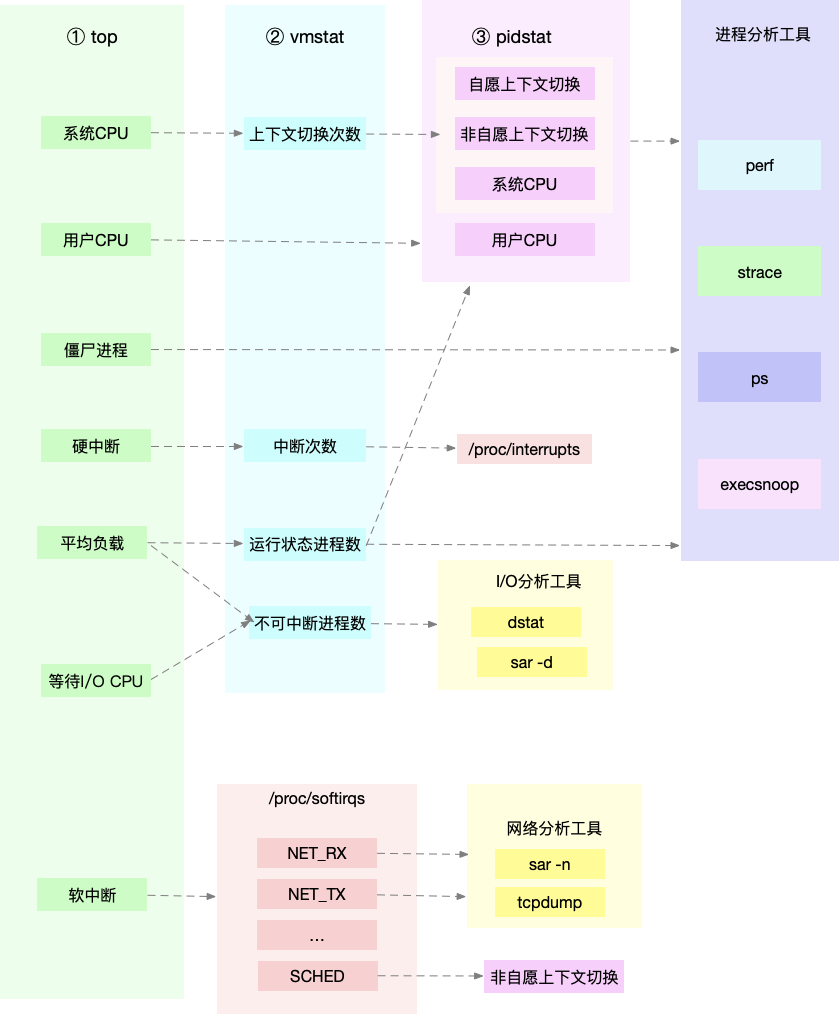 ① top
系统CPU
用户CPU
僵尸进程
硬中断
平均负载
等待I/O CPU
软中断
② vmstat
上下文切换次数
中断次数
运行状态进程数
不可中断进程数
③ pidstat
自愿上下文切换
非自愿上下文切换
系统CPU
用户CPU
/proc/interrupts
I/O分析工具
dstat
sar -d
进程分析工具
perf
strace
ps
execsnoop
/proc/softirqs
NET_RX
NET_TX
...
SCHED
网络分析工具
sar -n
tcpdump
非自愿上下文切换